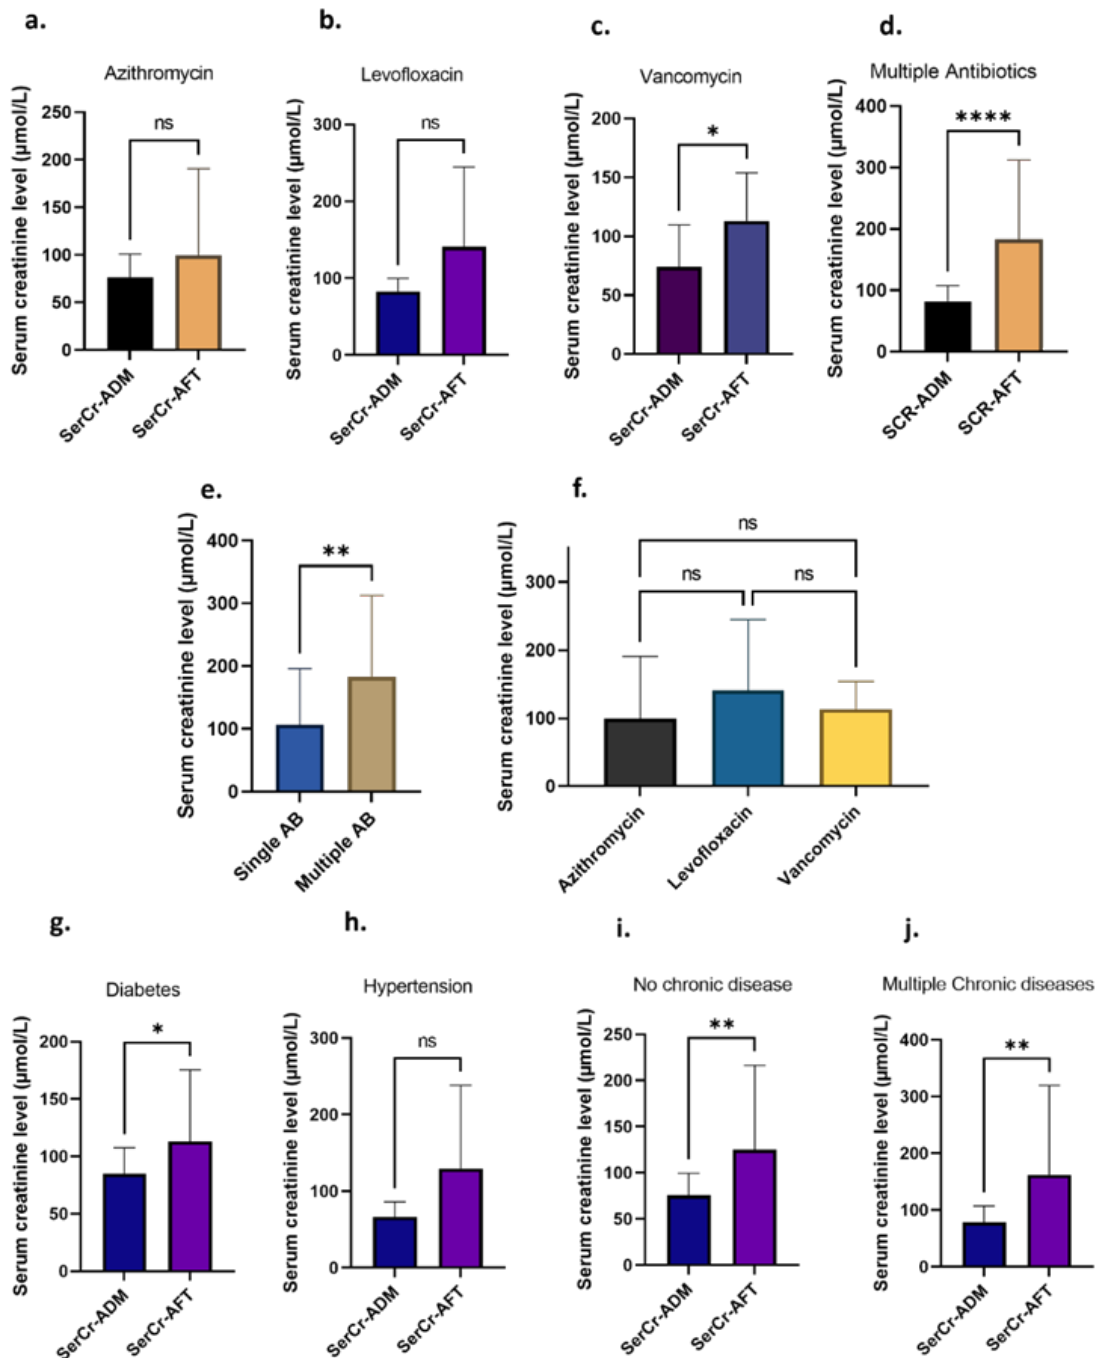 a.
Azithromycin
Serum creatinine level (µmol/L)
250
200
150
100
50
0
ns
SerCr-ADM
SerCr-AFT
b.
Levofloxacin
Serum creatinine level (µmol/L)
300
200
100
0
ns
SerCr-ADM
SerCr-AFT
c.
Vancomycin
Serum creatinine level (µmol/L)
200
150
100
50
0
*
SerCr-ADM
SerCr-AFT
d.
Multiple Antibiotics
Serum creatinine level (µmol/L)
400
300
200
100
0
****
SCR-ADM
SCR-AFT
e.
Serum creatinine level (µmol/L)
400
300
200
100
0
**
Single AB
Multiple AB
f.
Serum creatinine level (µmol/L)
300
200
100
0
ns
ns
ns
Azithromycin
Levofloxacin
Vancomycin
g.
Diabetes
Serum creatinine level (µmol/L)
200
150
100
50
0
*
SerCr-ADM
SerCr-AFT
h.
Hypertension
Serum creatinine level (µmol/L)
300
200
100
0
ns
SerCr-ADM
SerCr-AFT
i.
No chronic disease
Serum creatinine level (µmol/L)
250
200
150
100
50
0
**
SerCr-ADM
SerCr-AFT
j.
Multiple Chronic diseases
Serum creatinine level (µmol/L)
400
300
200
100
0
**
SerCr-ADM
SerCr-AFT